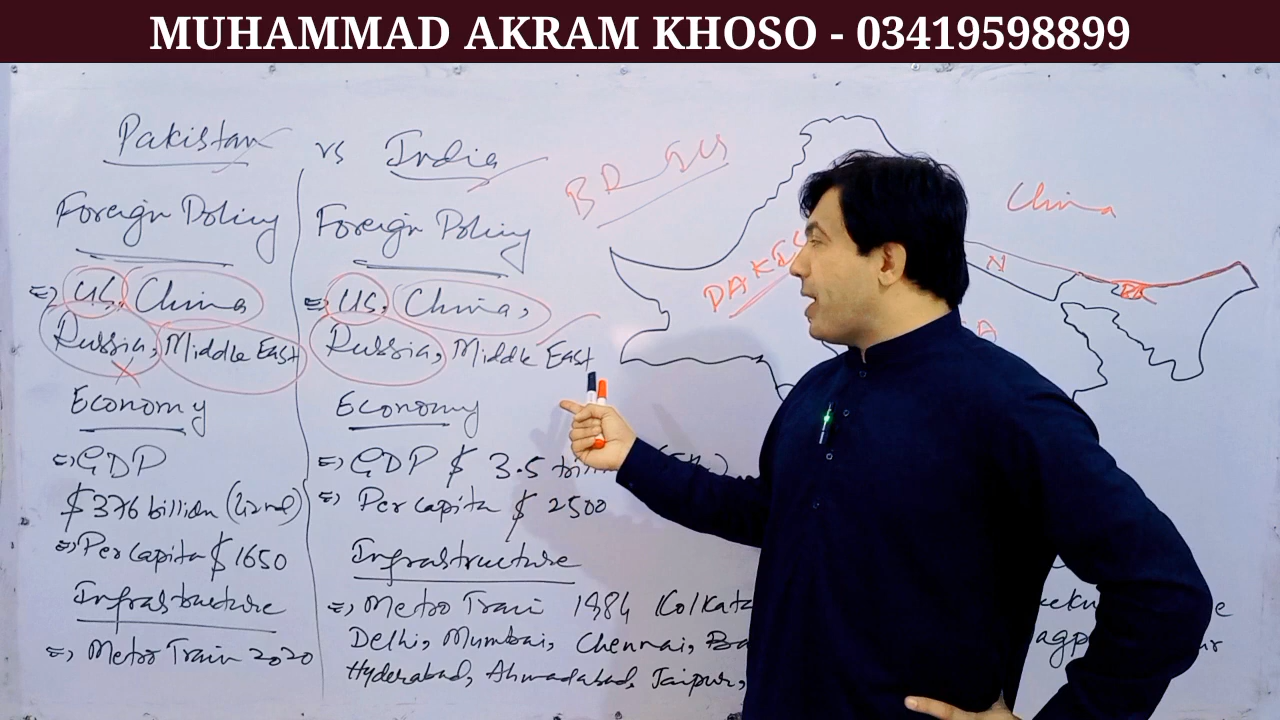 MUHAMMAD AKRAM KHOSO - 03419598899
Pakistan vs India
Foreign Policy
=> US, China
Russia, Middle East
Economy
=> GDP
$ 376 billion (42nd)
=> Per capita $ 1650
Infrastructure
=> Metro Train 2020
Foreign Policy
=> US, China,
Russia, Middle East
Economy
=> GDP $ 3.5
=> Per capita $ 2500
Infrastructure
=> Metro Train 1984 Kolkata
Delhi, Mumbai, Chennai,
Hyderabad, Ahmadabad, Jaipur,
China
N